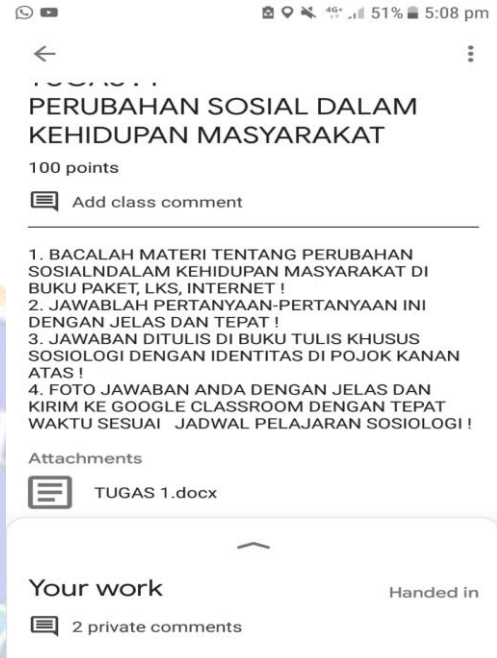 4G+ 51% 5:08 pm
PERUBAHAN SOSIAL DALAM
KEHIDUPAN MASYARAKAT
100 points
Add class comment
1. BACALAH MATERI TENTANG PERUBAHAN
SOSIALNDALAM KEHIDUPAN MASYARAKAT DI
BUKU PAKET, LKS, INTERNET !
2. JAWABLAH PERTANYAAN-PERTANYAAN INI
DENGAN JELAS DAN TEPAT !
3. JAWABAN DITULIS DI BUKU TULIS KHUSUS
SOSIOLOGI DENGAN IDENTITAS DI POJOK KANAN
ATAS !
4. FOTO JAWABAN ANDA DENGAN JELAS DAN
KIRIM KE GOOGLE CLASSROOM DENGAN TEPAT
WAKTU SESUAI JADWAL PELAJARAN SOSIOLOGI !
Attachments
TUGAS 1.docx
Your work
Handed in
2 private comments